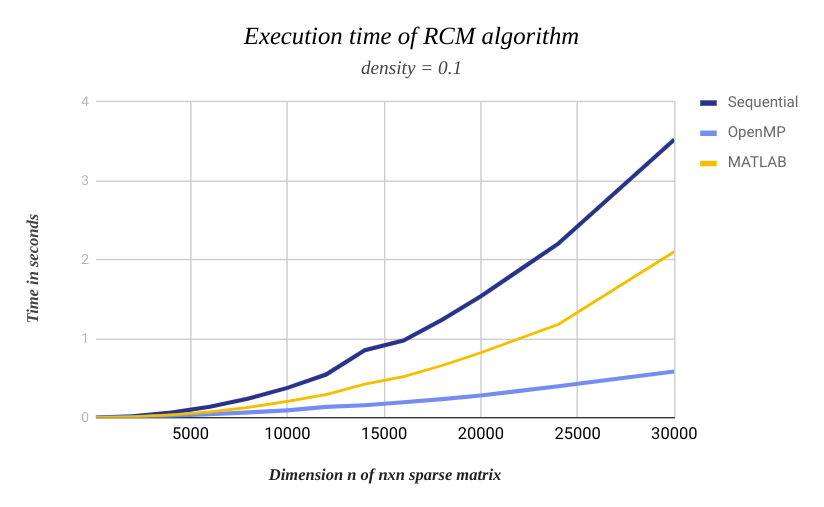 Execution time of RCM algorithm
density = 0.1
Sequential
OpenMP
MATLAB
Time in seconds
4
3
2
1
0
5000 10000 15000 20000 25000 30000
Dimension n of nxn sparse matrix